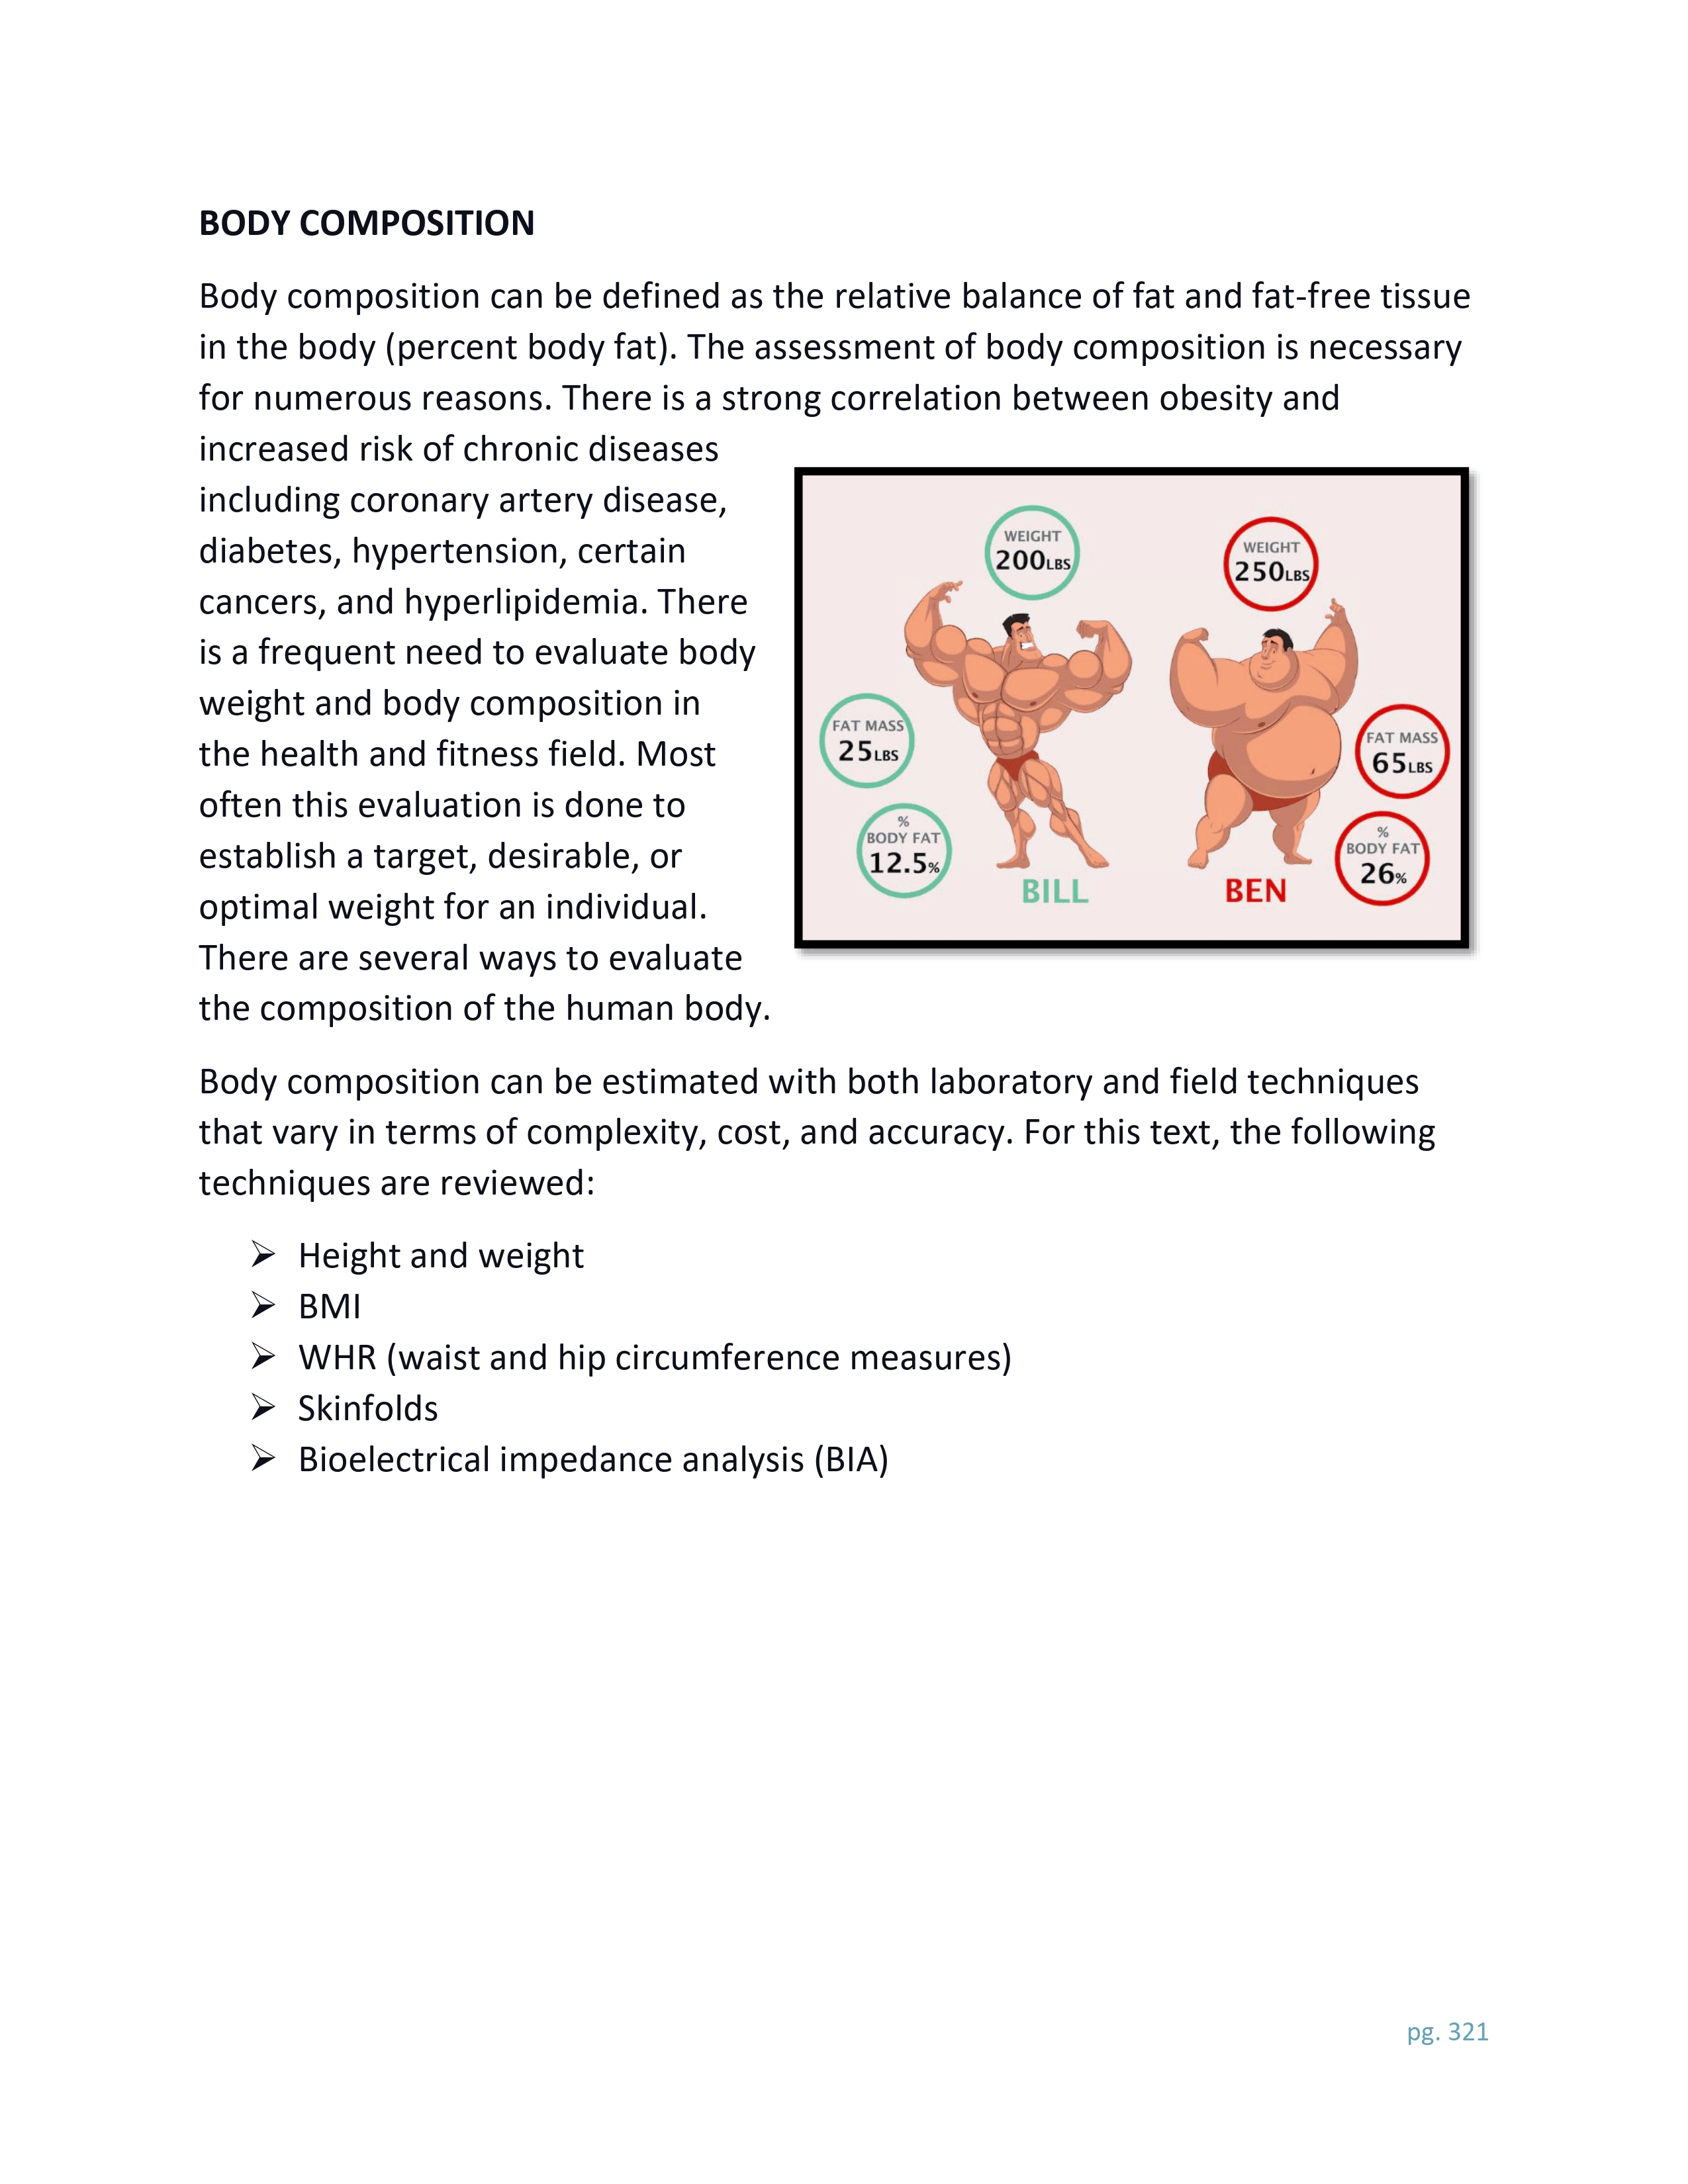 BODY COMPOSITION
Body composition can be defined as the relative balance of fat and fat-free tissue
in the body (percent body fat). The assessment of body composition is necessary
for numerous reasons. There is a strong correlation between obesity and
increased risk of chronic diseases
including coronary artery disease,
diabetes, hypertension, certain
cancers, and hyperlipidemia. There
is a frequent need to evaluate body
weight and body composition in
the health and fitness field. Most
often this evaluation is done to
establish a target, desirable, or
optimal weight for an individual.
There are several ways to evaluate
the composition of the human body.
WEIGHT
200LBS
FAT MASS
25LBS
%
BODY FAT
12.5%
BILL
WEIGHT
250LBS
FAT MASS
65LBS
%
BODY FAT
26%
BEN
Body composition can be estimated with both laboratory and field techniques
that vary in terms of complexity, cost, and accuracy. For this text, the following
techniques are reviewed:
➢ Height and weight
➢ BMI
➢ WHR (waist and hip circumference measures)
➢ Skinfolds
➢ Bioelectrical impedance analysis (BIA)
pg. 321